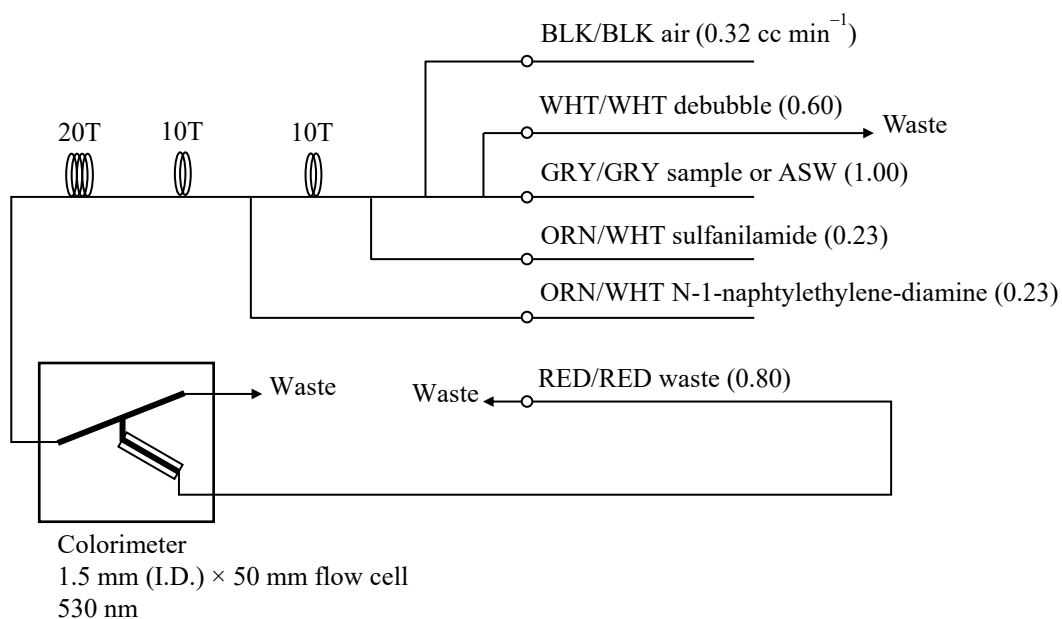 BLK/BLK air (0.32 cc min⁻¹)
WHT/WHT debubble (0.60)
Waste
20T
10T
10T
GRY/GRY sample or ASW (1.00)
ORN/WHT sulfanilamide (0.23)
ORN/WHT N-1-naphtylethylene-diamine (0.23)
Waste
Waste
RED/RED waste (0.80)
Colorimeter
1.5 mm (I.D.) × 50 mm flow cell
530 nm